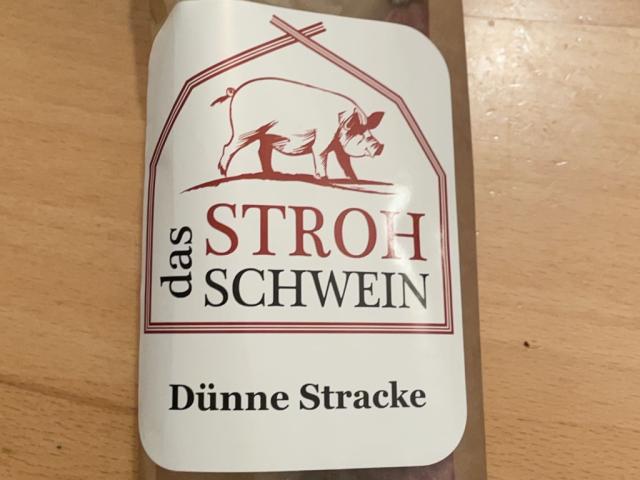 das
STROH
SCHWEIN
Dünne Stracke